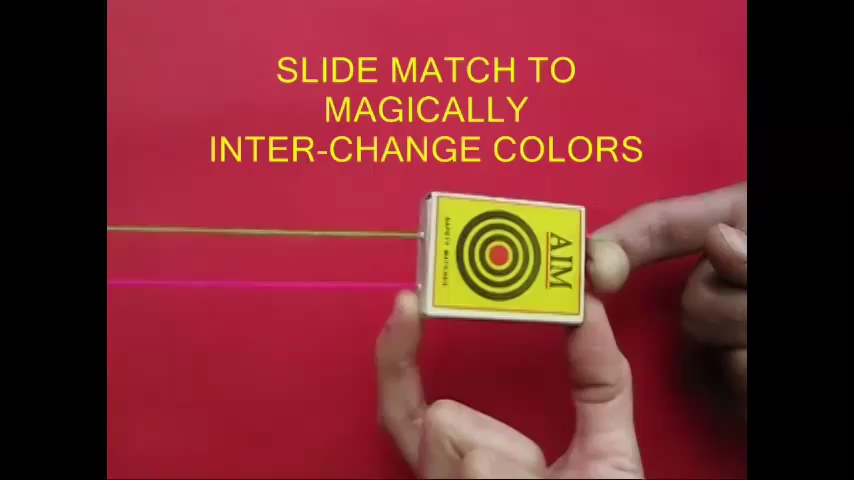 SLIDE MATCH TO
MAGICALLY
INTER-CHANGE COLORS
AIM
SAFETY MATCHES